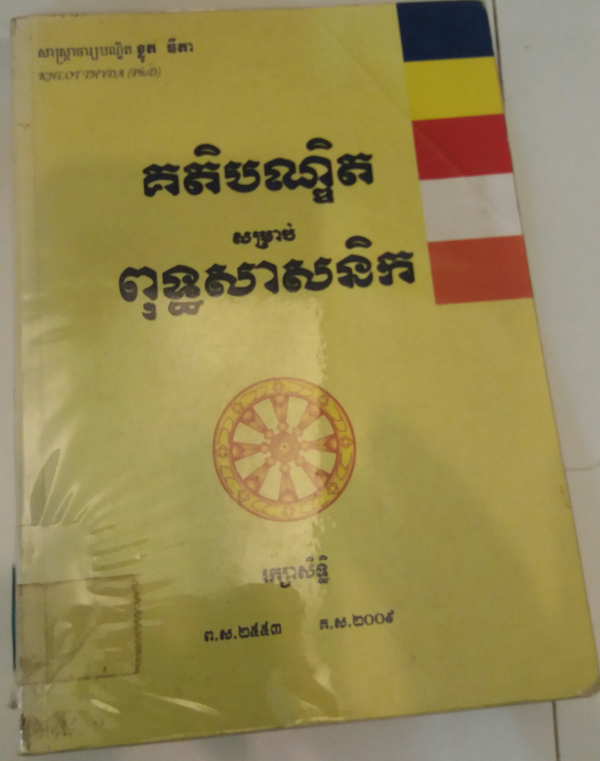 សាស្ត្រាចារ្យបណ្ឌិត ខ្លូត ធីតា
KHLOT THYDA (Ph.D)
គតិបណ្ឌិត
សម្រាប់
ពុទ្ធសាសនិក
រក្សាសិទ្ធិ
ព.ស.២៥៥៣ គ.ស.២០០៩